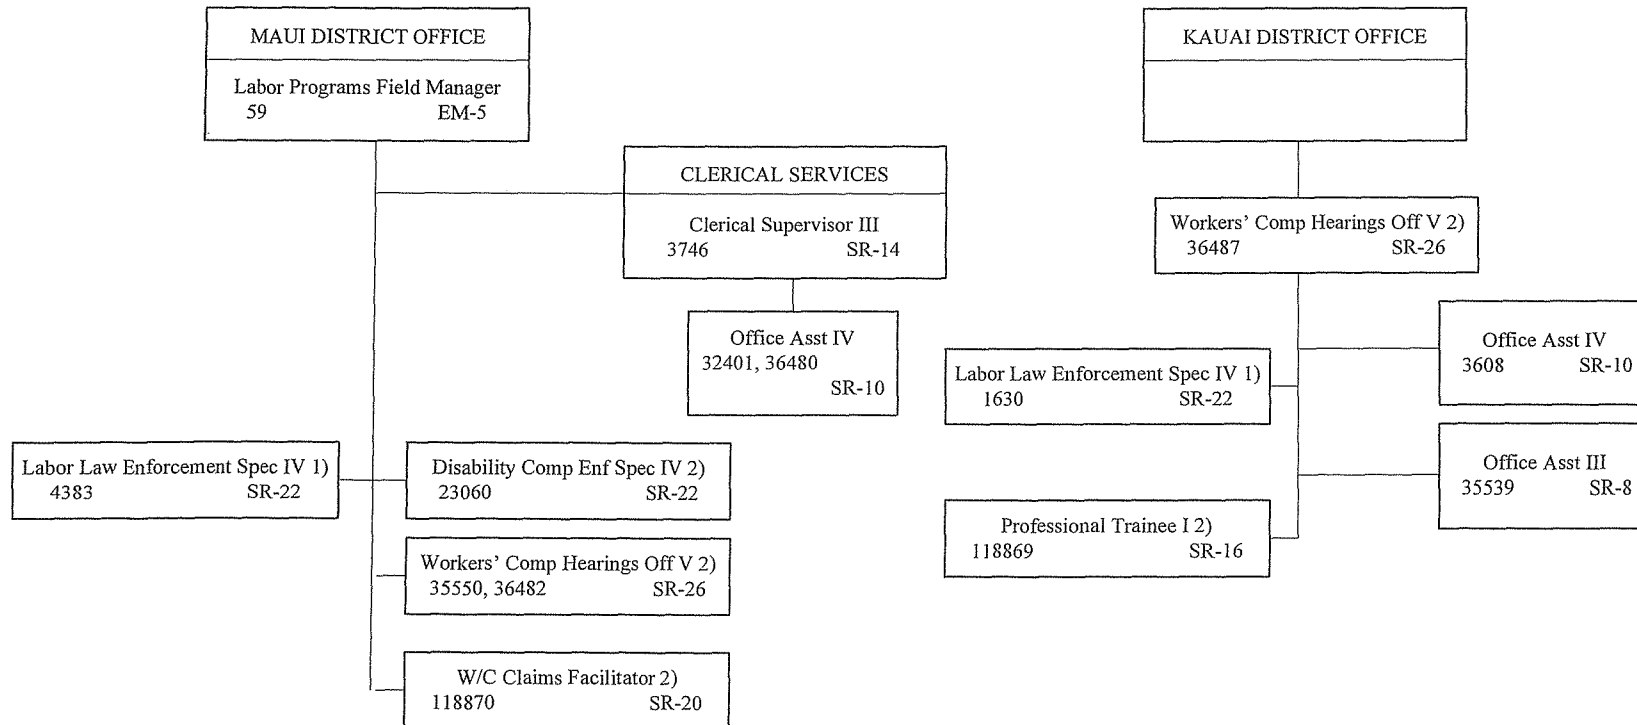 MAUI DISTRICT OFFICE
Labor Programs Field Manager
59 EM-5
CLERICAL SERVICES
Clerical Supervisor III
3746 SR-14
Office Asst IV
32401, 36480
SR-10
Labor Law Enforcement Spec IV 1)
4383 SR-22
Disability Comp Enf Spec IV 2)
23060 SR-22
Workers' Comp Hearings Off V 2)
35550, 36482 SR-26
W/C Claims Facilitator 2)
118870 SR-20
KAUAI DISTRICT OFFICE
Workers' Comp Hearings Off V 2)
36487 SR-26
Labor Law Enforcement Spec IV 1)
1630 SR-22
Office Asst IV
3608 SR-10
Office Asst III
35539 SR-8
Professional Trainee I 2)
118869 SR-16